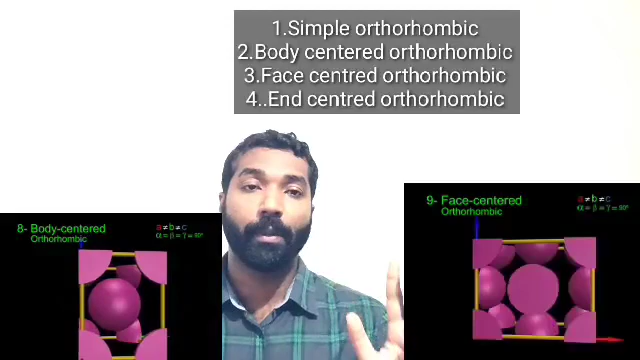 1.Simple orthorhombic
2.Body centered orthorhombic
3.Face centred orthorhombic
4..End centred orthorhombic
8- Body-centered
Orthorhombic
a ≠ b ≠ c
α = β = γ = 90°
9- Face-centered
Orthorhombic
a ≠ b ≠ c
α = β = γ = 90°